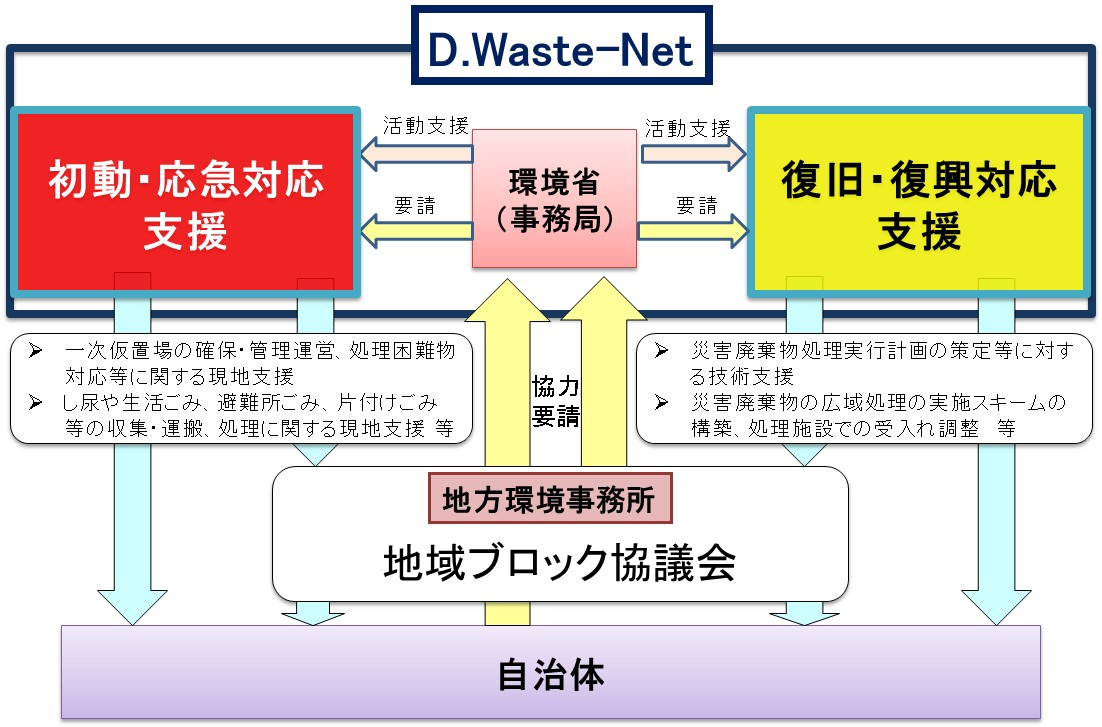 D.Waste-Net
初動・応急対応
支援
活動支援
要請
環境省
（事務局）
活動支援
要請
復旧・復興対応
支援
➢ 一次仮置場の確保・管理運営、処理困難物
対応等に関する現地支援
➢ し尿や生活ごみ、避難所ごみ、片付けごみ
等の収集・運搬、処理に関する現地支援 等
協力
要請
➢ 災害廃棄物処理実行計画の策定等に対す
る技術支援
➢ 災害廃棄物の広域処理の実施スキームの
構築、処理施設での受入れ調整 等
地方環境事務所
地域ブロック協議会
自治体